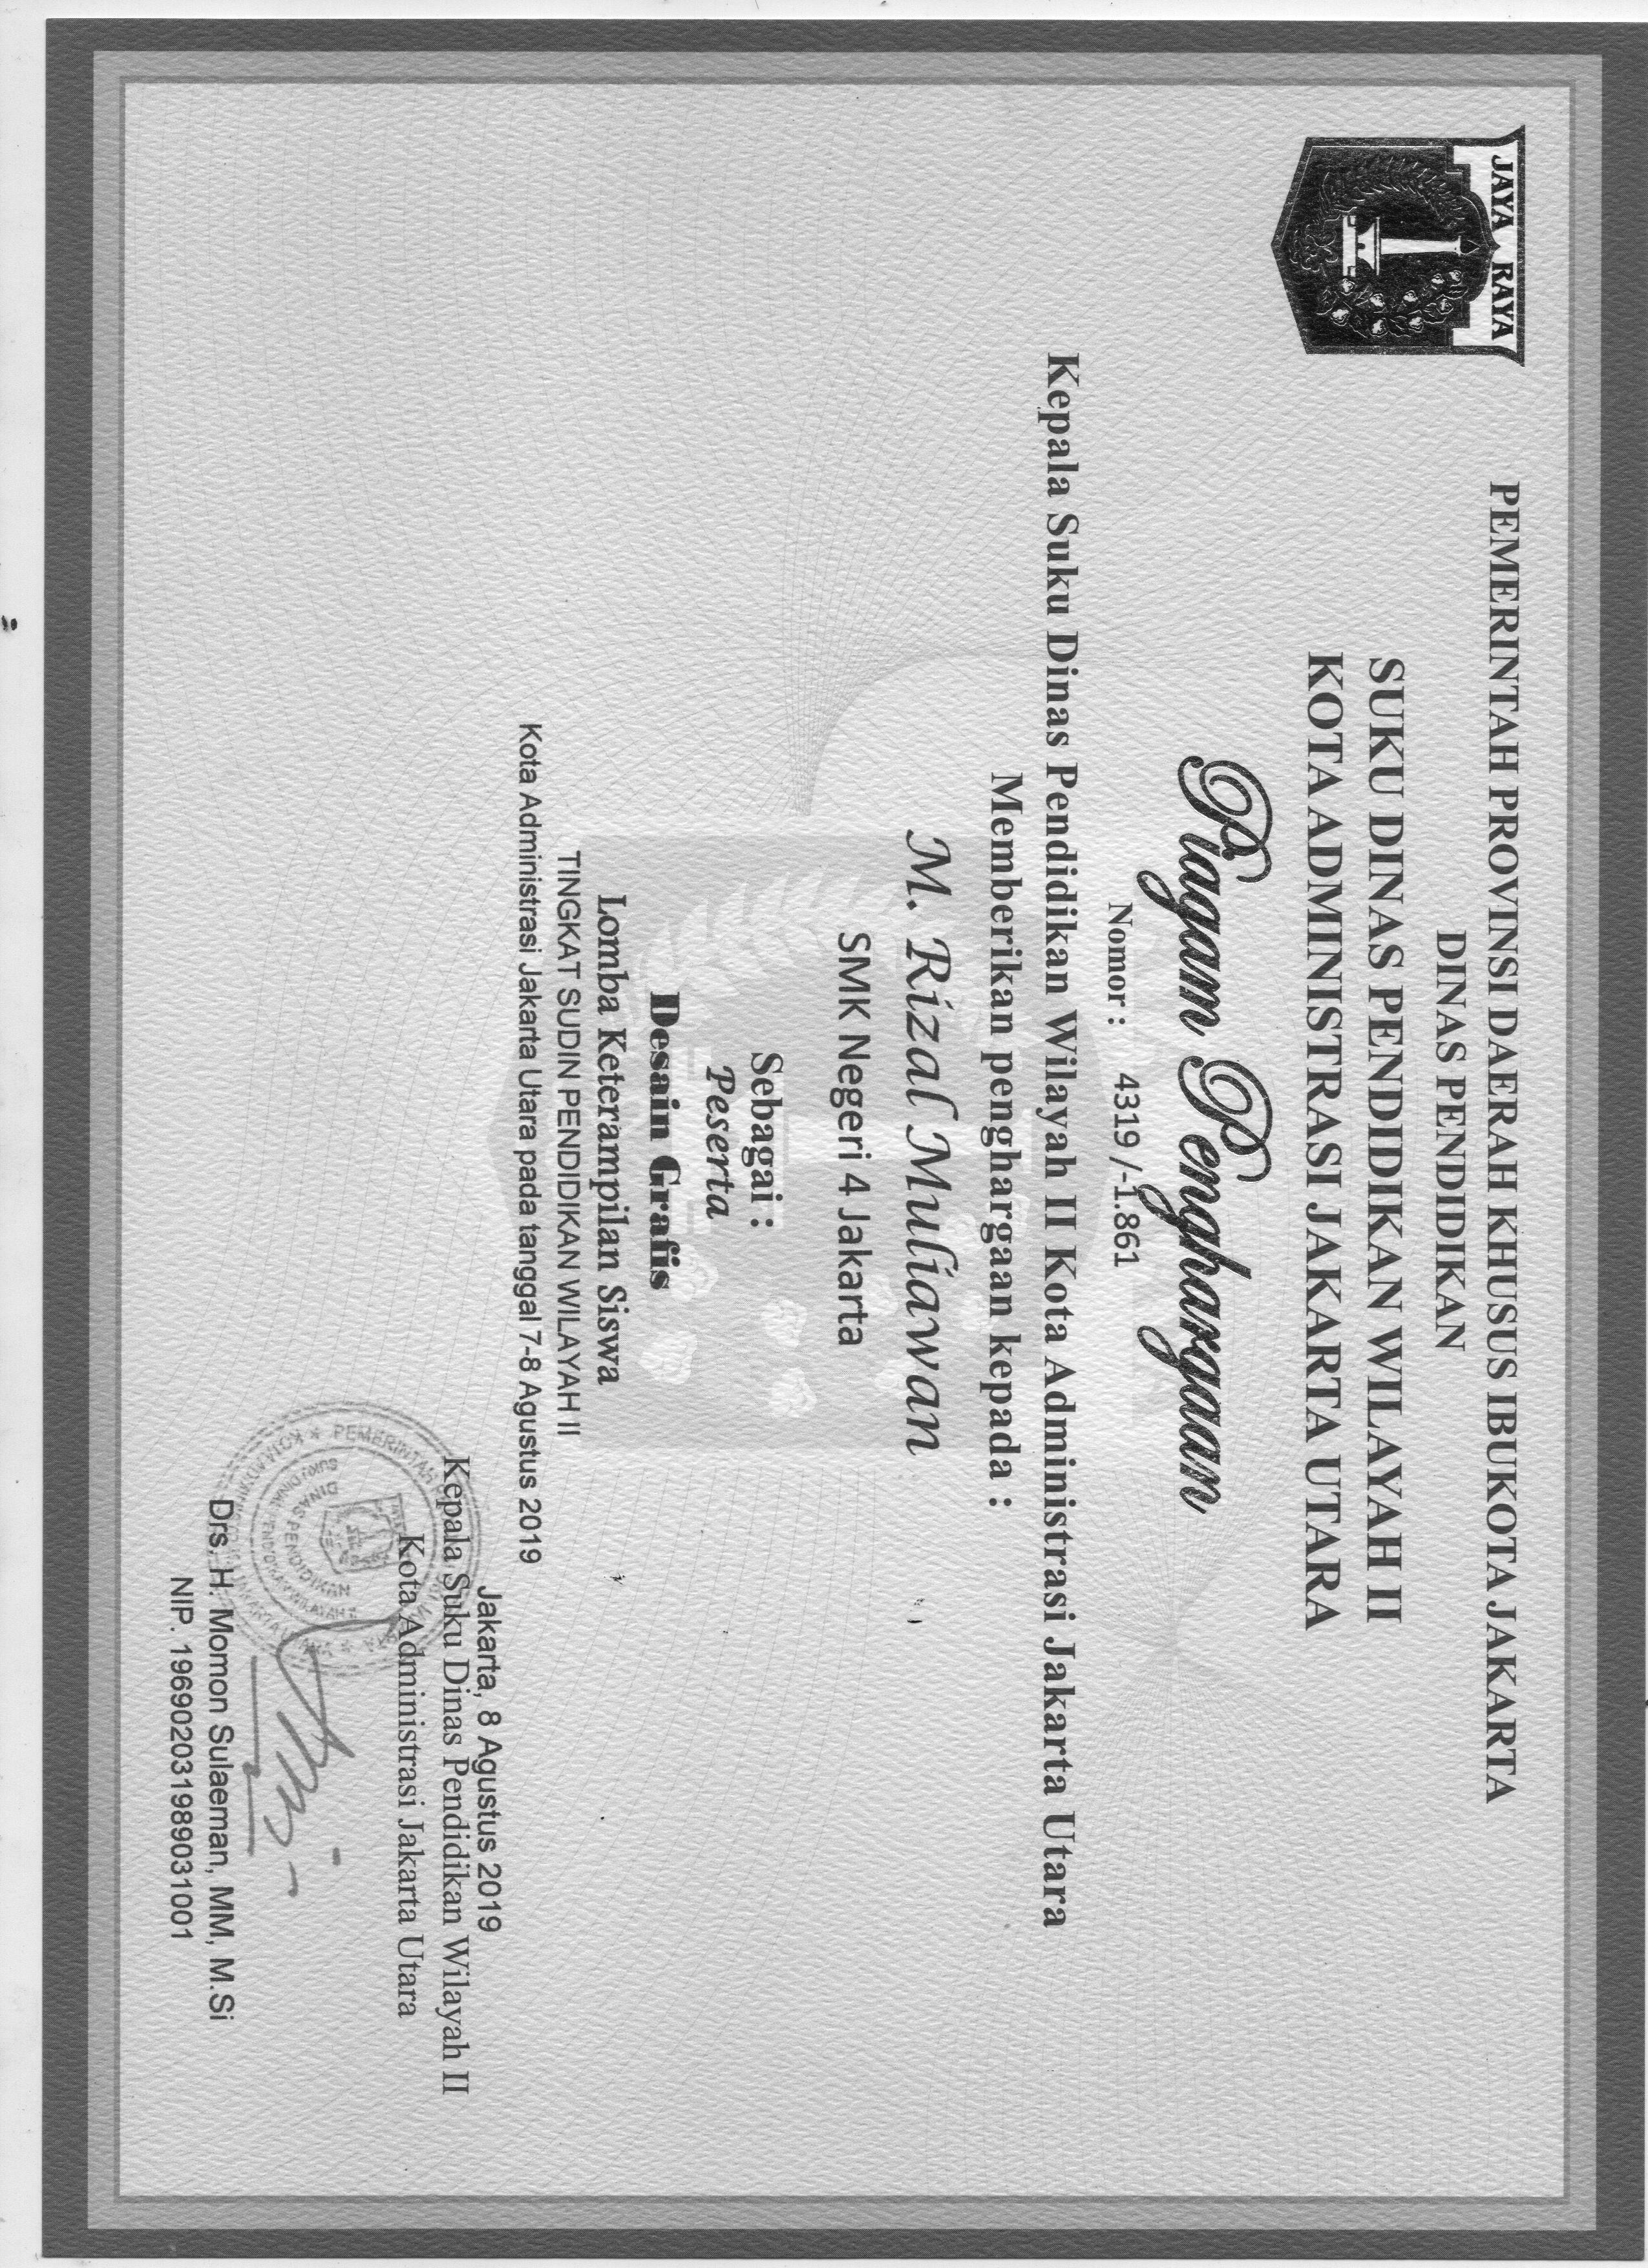 JAYA RAYA
PEMERINTAH PROVINSI DAERAH KHUSUS IBUKOTA JAKARTA
DINAS PENDIDIKAN
SUKU DINAS PENDIDIKAN WILAYAH II
KOTA ADMINISTRASI JAKARTA UTARA
Piagam Penghargaan
Nomor : 4319 /-1.861
Kepala Suku Dinas Pendidikan Wilayah II Kota Administrasi Jakarta Utara
Memberikan penghargaan kepada :
M. Rizal Muliawan
SMK Negeri 4 Jakarta
Sebagai :
Peserta
Desain Grafis
Lomba Keterampilan Siswa
TINGKAT SUDIN PENDIDIKAN WILAYAH II
Kota Administrasi Jakarta Utara pada tanggal 7-8 Agustus 2019
Jakarta, 8 Agustus 2019
Kepala Suku Dinas Pendidikan Wilayah II
Kota Administrasi Jakarta Utara
PEMERINTAH
DINAS PENDIDIKAN
SUKU DINAS PENDIDIKAN WILAYAH II
KOTA ADMINISTRASI JAKARTA
Drs. H. Momon Sulaeman, MM, M.Si
NIP. 196902031989031001